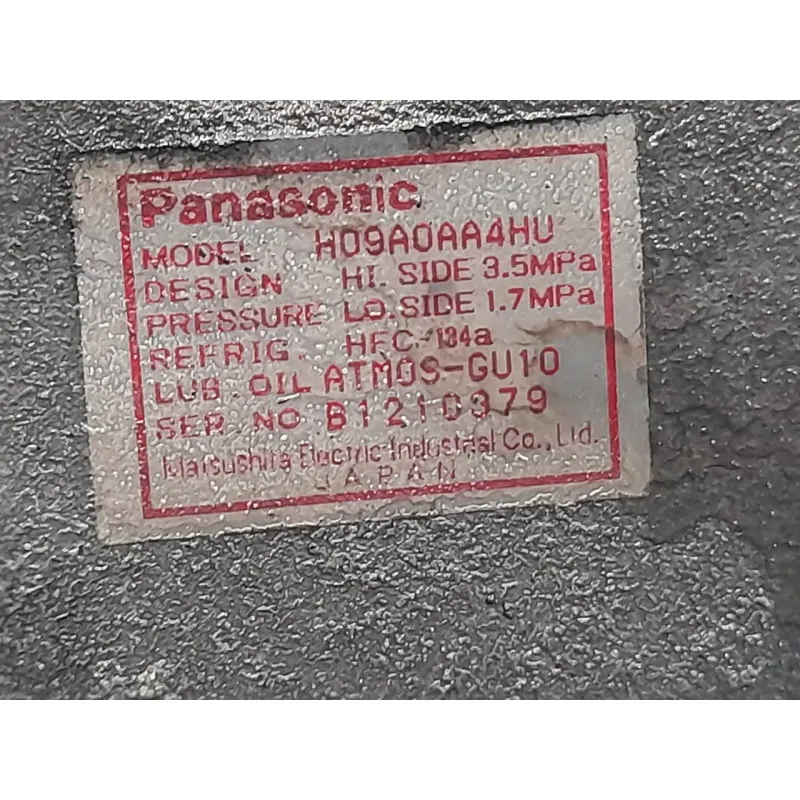 Panasonic
MODEL H09A0AA4HU
DESIGN HI. SIDE 3.5MPa
PRESSURE LO. SIDE 1.7MPa
REFRIG. HFC-134a
LUB. OIL ATMOS-GU10
SER. NO B1210379
Matsushita Electric Industrial Co., Ltd.
JAPAN